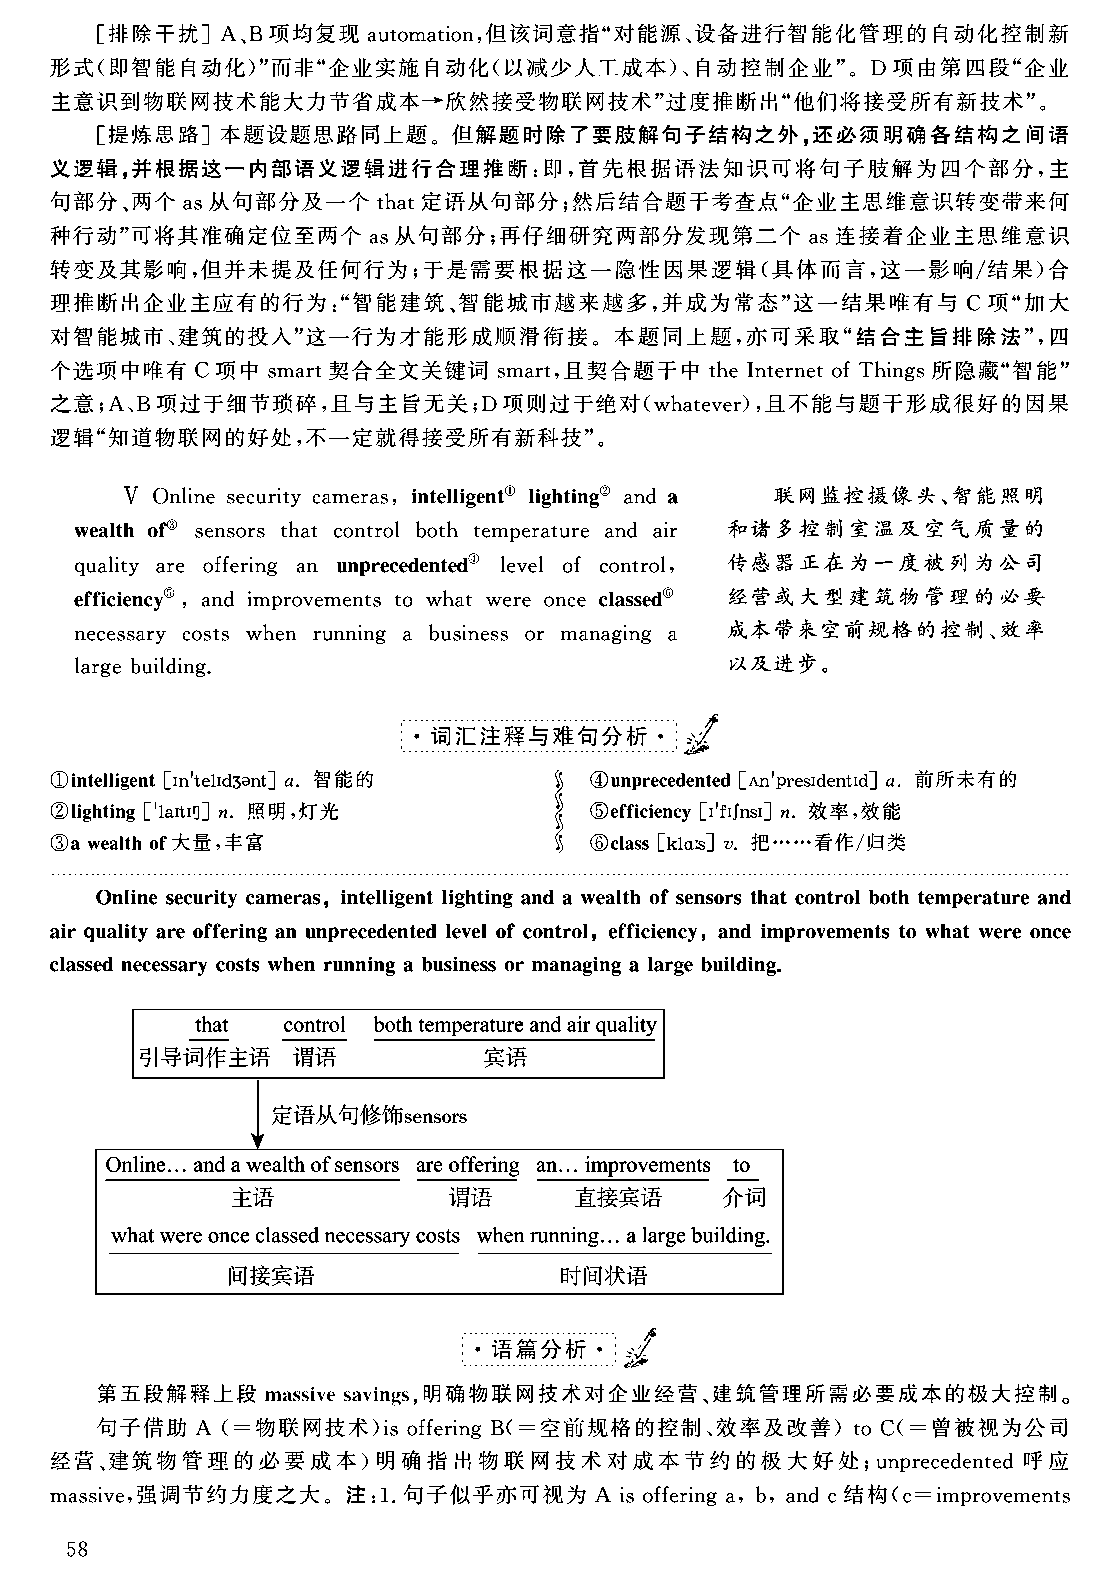 [排除干扰] A、B项均复现 automation,但该词意指“对能源、设备进行智能化管理的自动化控制新
形式(即智能自动化)”而非“企业实施自动化(以减少人工成本)、自动控制企业”。D项由第四段“企业
主意识到物联网技术能大力节省成本→欣然接受物联网技术”过度推断出“他们将接受所有新技术”。
[提炼思路] 本题设题思路同上题。但解题时除了要肢解句子结构之外,还必须明确各结构之间语
义逻辑,并根据这一内部语义逻辑进行合理推断:即,首先根据语法知识可将句子肢解为四个部分,主
句部分、两个 as 从句部分及一个 that 定语从句部分;然后结合题干考查点“企业主思维意识转变带来何
种行动”可将其准确定位至两个 as 从句部分;再仔细研究两部分发现第二个 as 连接着企业主思维意识
转变及其影响,但并未提及任何行为;于是需要根据这一隐性因果逻辑(具体而言,这一影响/结果)合
理推断出企业主应有的行为:“智能建筑、智能城市越来越多,并成为常态”这一结果唯有与 C 项“加大
对智能城市、建筑的投入”这一行为才能形成顺滑衔接。本题同上题,亦可采取“结合主旨排除法”,四
个选项中唯有 C 项中 smart 契合全文关键词 smart,且契合题干中 the Internet of Things 所隐藏“智能”
之意;A、B项过于细节琐碎,且与主旨无关;D项则过于绝对(whatever),且不能与题干形成很好的因果
逻辑“知道物联网的好处,不一定就得接受所有新科技”。
Ⅴ Online security cameras, intelligent① lighting② and a
wealth of③ sensors that control both temperature and air
quality are offering an unprecedented④ level of control,
efficiency⑤, and improvements to what were once classed⑥
necessary costs when running a business or managing a
large building.
联网监控摄像头、智能照明
和诸多控制室温及空气质量的
传感器正在为一度被列为公司
经营或大型建筑物管理的必要
成本带来空前规格的控制、效率
以及进步。
·词汇注释与难句分析·
①intelligent [ɪn'telɪdʒənt] a. 智能的
②lighting ['laɪtɪŋ] n. 照明,灯光
③a wealth of 大量,丰富
④unprecedented [ʌn'presɪdentɪd] a. 前所未有的
⑤efficiency [ɪ'fɪʃnsɪ] n. 效率,效能
⑥class [klɑːs] v. 把……看作/归类
Online security cameras, intelligent lighting and a wealth of sensors that control both temperature and
air quality are offering an unprecedented level of control, efficiency, and improvements to what were once
classed necessary costs when running a business or managing a large building.
that control both temperature and air quality
引导词作主语 谓语 宾语
定语从句修饰sensors
Online… and a wealth of sensors are offering an… improvements to
主语 谓语 直接宾语 介词
what were once classed necessary costs when running… a large building.
间接宾语 时间状语
·语篇分析·
第五段解释上段 massive savings,明确物联网技术对企业经营、建筑管理所需必要成本的极大控制。
句子借助 A (=物联网技术)is offering B(=空前规格的控制、效率及改善) to C(=曾被视为公司
经营、建筑物管理的必要成本)明确指出物联网技术对成本节约的极大好处;unprecedented 呼应
massive,强调节约力度之大。注:1. 句子似乎亦可视为 A is offering a, b, and c 结构(c=improvements
58